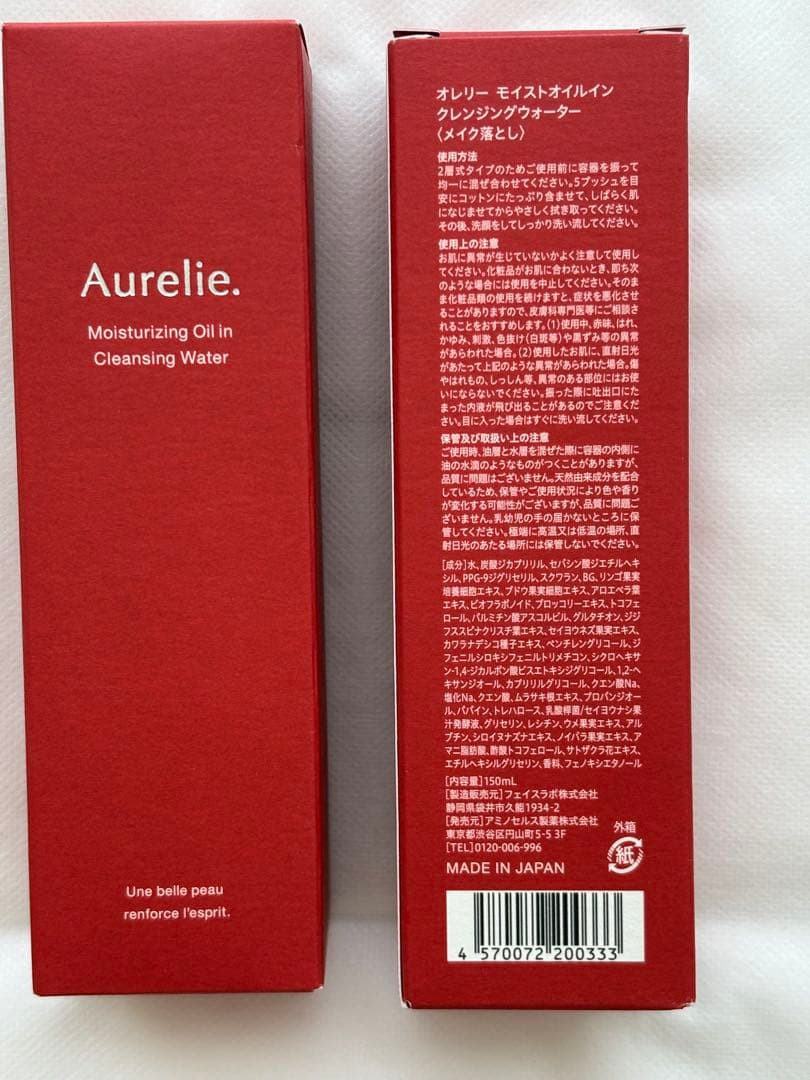 Aurelie.
Moisturizing Oil in
Cleansing Water
Une belle peau
renforce l'esprit.
オレリー モイストオイルイン
クレンジングウォーター
〈メイク落とし〉
使用方法
2層式タイプのためご使用前に容器を振って
均一に混ぜ合わせてください。5プッシュを目
安にコットンにたっぷり含ませて、しばらく肌
になじませてからやさしく拭き取ってください。
その後、洗顔をしてしっかり洗い流してください。
使用上の注意
お肌に異常が生じていないかよく注意して使用し
てください。化粧品がお肌に合わないとき、即ち次
のような場合には使用を中止してください。そのま
ま化粧品類の使用を続けますと、症状を悪化させ
ることがありますので、皮膚科専門医等にご相談さ
れることをおすすめします。(1)使用中、赤味、はれ、
かゆみ、刺激、色抜け(白斑等)や黒ずみ等の異常
があらわれた場合。(2)使用したお肌に、直射日光
があたって上記のような異常があらわれた場合。傷
やはれもの、しっしん等、異常のある部位にはお使
いにならないでください。振った際に吐出口にた
まった内液が飛び出ることがあるのでご注意くだ
さい。目に入った場合はすぐに洗い流してください。
保管及び取扱い上の注意
ご使用時、油層と水層を混ぜた際に容器の内側に
油の水滴のようなものがつくことがありますが、
品質に問題はございません。天然由来成分を配合
しているため、保管やご使用状況により色や香り
が変化する可能性がございますが、品質に問題ご
ざいません。乳幼児の手の届かないところに保
管してください。極端に高温又は低温の場所、直
射日光のあたる場所には保管しないでください。
[成分]水、炭酸ジカプリリル、セバシン酸ジエチルヘキ
シル、PPG-9ジグリセリル、スクワラン、BG、リンゴ果実
培養細胞エキス、ブドウ果実細胞エキス、アロエベラ葉
エキス、ビオフラボノイド、ブロッコリーエキス、トコフェ
ロール、パルミチン酸アスコルビル、グルタチオン、ジジ
フススピナクリスチ葉エキス、セイヨウネズ果実エキス、
カワラナデシコ種子エキス、ペンチレングリコール、ジ
フェニルシロキシフェニルトリメチコン、シクロヘキサ
ン-1,4-ジカルボン酸ビスエトキシジグリコール、1,2-ヘ
キサンジオール、カプリリルグリコール、クエン酸Na、
塩化Na、クエン酸、ムラサキ根エキス、プロパンジオー
ル、パパイン、トレハロース、乳酸桿菌/セイヨウナシ果
汁発酵液、グリセリン、レシチン、ウメ果実エキス、アル
ブチン、シロイヌナズナエキス、ノイバラ果実エキス、ア
マニ脂肪酸、酢酸トコフェロール、サトザクラ花エキス、
エチルヘキシルグリセリン、香料、フェノキシエタノール
[内容量]150mL
[製造販売元]フェイスラボ株式会社
静岡県袋井市久能1934-2
[発売元]アミノセルス製薬株式会社
東京都渋谷区円山町5-5 3F
[TEL]0120-006-996
MADE IN JAPAN
外箱
紙
4 570072 200333